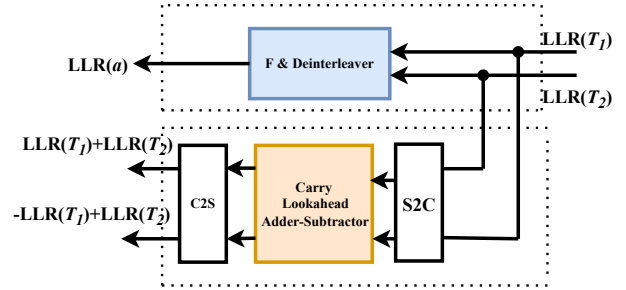 LLR(T₁)
F & Deinterleaver
LLR(a)
LLR(T₂)
LLR(T₁)+LLR(T₂)
C2S
Carry
Lookahead
Adder-Subtractor
S2C
-LLR(T₁)+LLR(T₂)